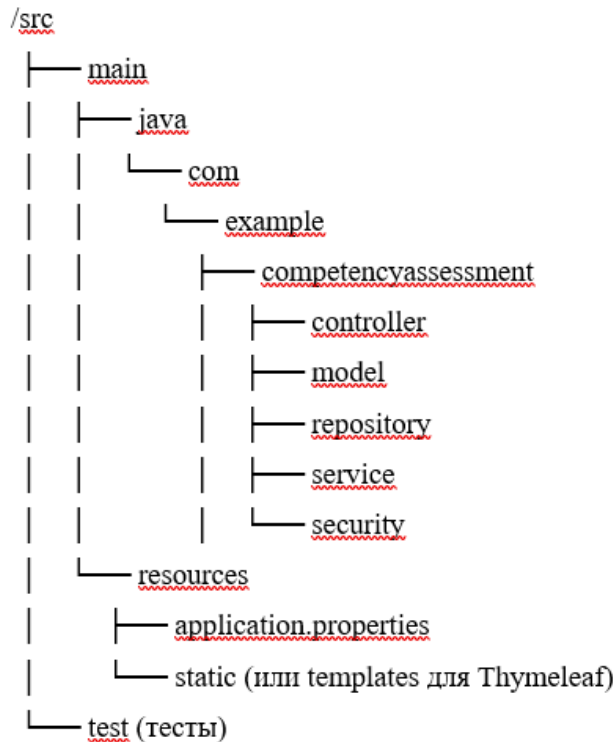 /src
main
java
com
example
competencyassessment
controller
model
repository
service
security
resources
application.properties
static (или templates для Thymeleaf)
test (тесты)